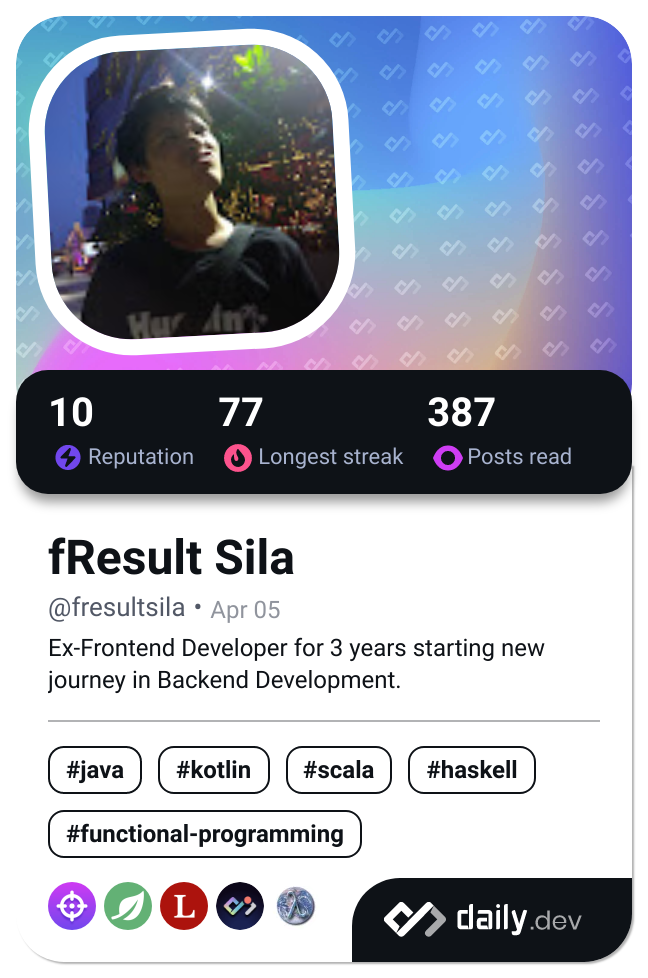 10 77 387
Reputation Longest streak Posts read
fResult Sila
@fresultsila • Apr 05
Ex-Frontend Developer for 3 years starting new
journey in Backend Development.
#java #kotlin #scala #haskell
#functional-programming
L
daily.dev